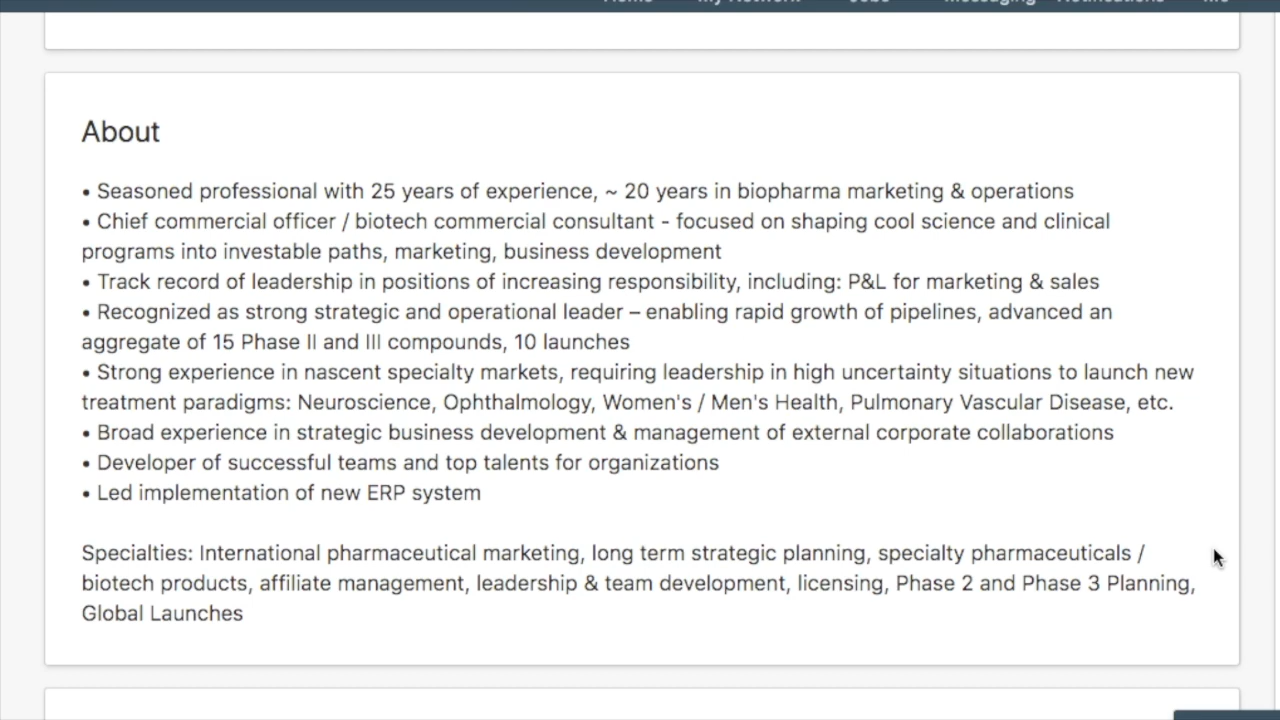 About
• Seasoned professional with 25 years of experience, ~ 20 years in biopharma marketing & operations
• Chief commercial officer / biotech commercial consultant - focused on shaping cool science and clinical
programs into investable paths, marketing, business development
• Track record of leadership in positions of increasing responsibility, including: P&L for marketing & sales
• Recognized as strong strategic and operational leader – enabling rapid growth of pipelines, advanced an
aggregate of 15 Phase II and III compounds, 10 launches
• Strong experience in nascent specialty markets, requiring leadership in high uncertainty situations to launch new
treatment paradigms: Neuroscience, Ophthalmology, Women's / Men's Health, Pulmonary Vascular Disease, etc.
• Broad experience in strategic business development & management of external corporate collaborations
• Developer of successful teams and top talents for organizations
• Led implementation of new ERP system
Specialties: International pharmaceutical marketing, long term strategic planning, specialty pharmaceuticals /
biotech products, affiliate management, leadership & team development, licensing, Phase 2 and Phase 3 Planning,
Global Launches